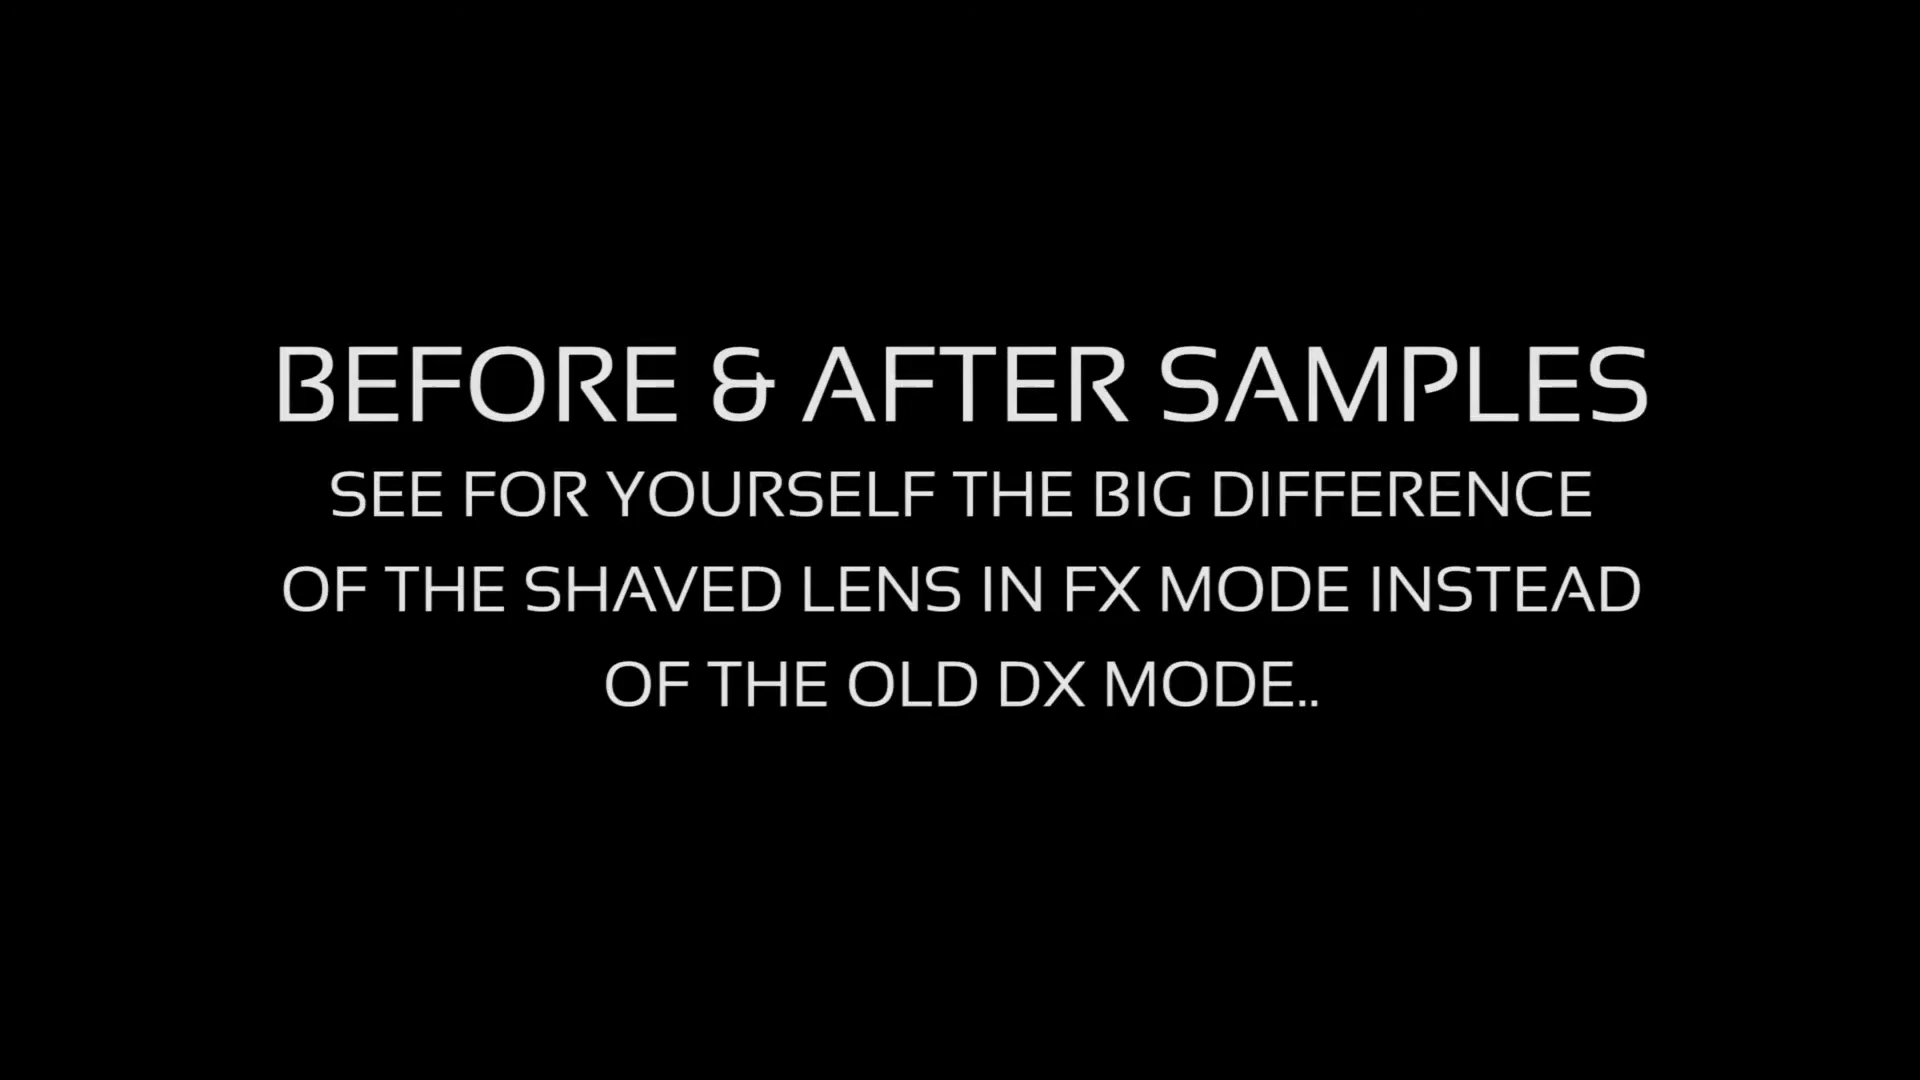 BEFORE & AFTER SAMPLES
SEE FOR YOURSELF THE BIG DIFFERENCE
OF THE SHAVED LENS IN FX MODE INSTEAD
OF THE OLD DX MODE..